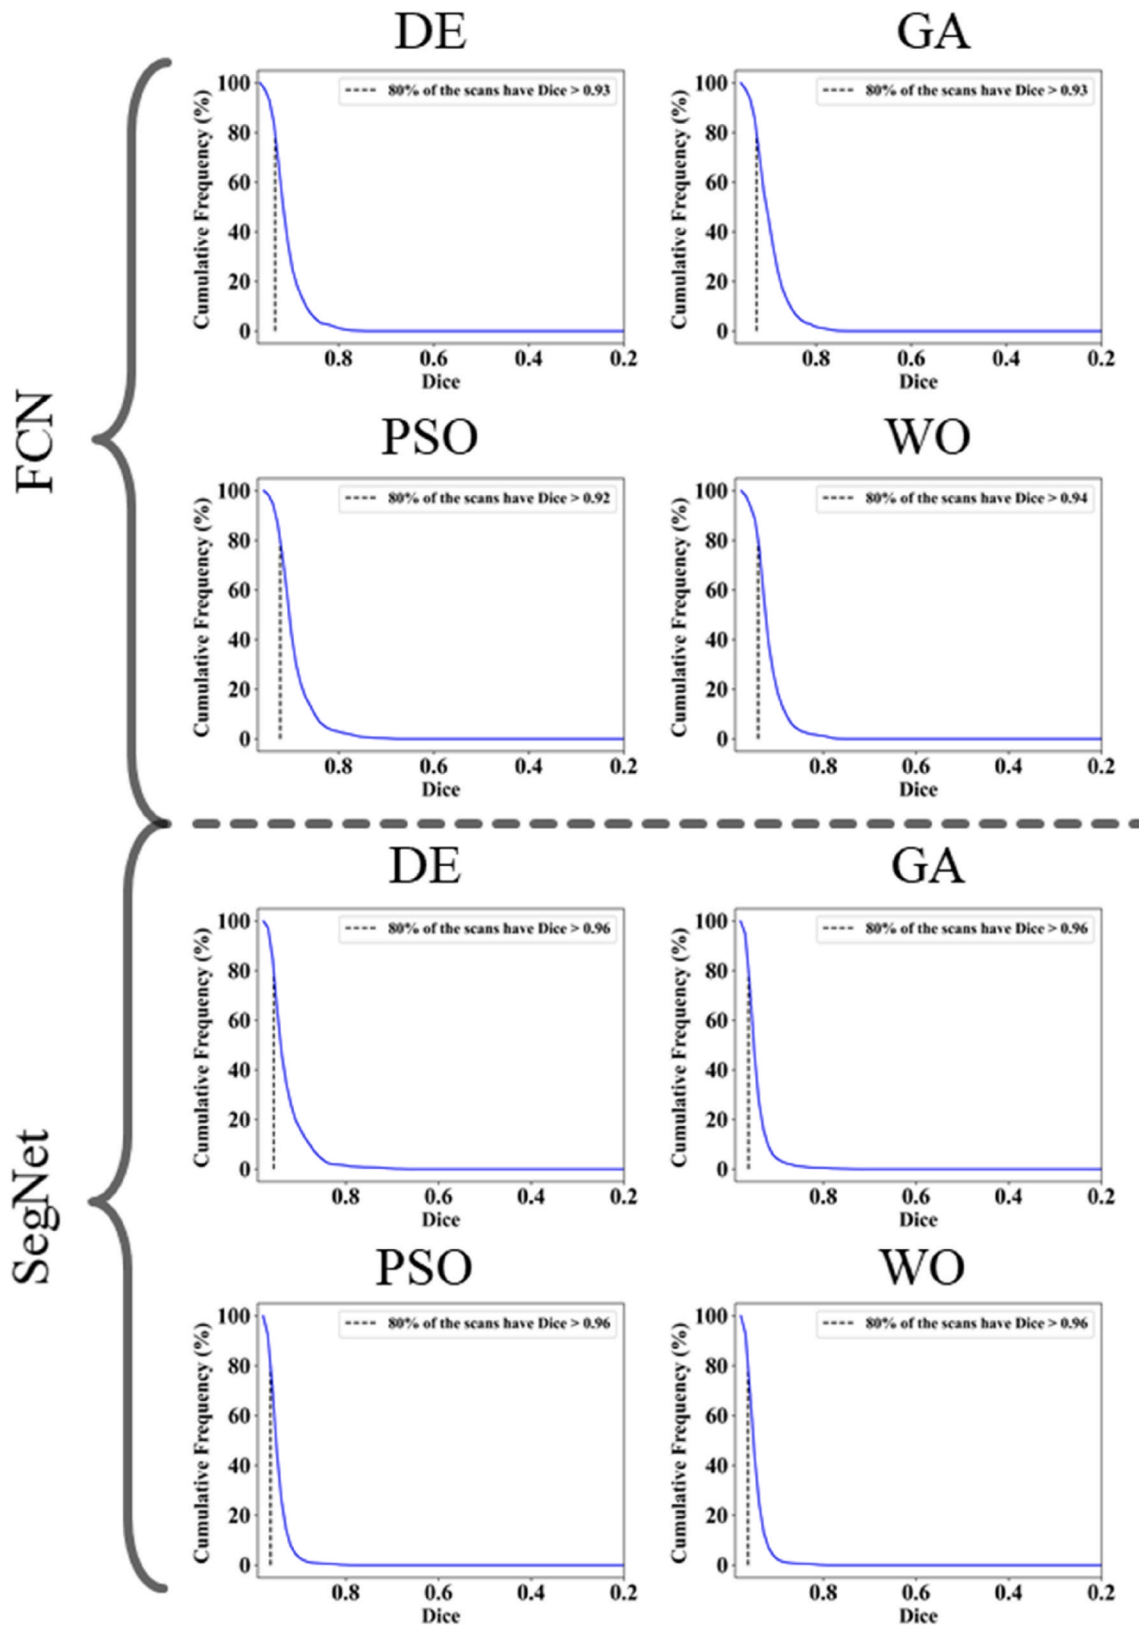 FCN
DE
80% of the scans have Dice > 0.93
Cumulative Frequency (%)
100
80
60
40
20
0
0.8 0.6 0.4 0.2
Dice
GA
80% of the scans have Dice > 0.93
Cumulative Frequency (%)
100
80
60
40
20
0
0.8 0.6 0.4 0.2
Dice
PSO
80% of the scans have Dice > 0.92
Cumulative Frequency (%)
100
80
60
40
20
0
0.8 0.6 0.4 0.2
Dice
WO
80% of the scans have Dice > 0.94
Cumulative Frequency (%)
100
80
60
40
20
0
0.8 0.6 0.4 0.2
Dice
SegNet
DE
80% of the scans have Dice > 0.96
Cumulative Frequency (%)
100
80
60
40
20
0
0.8 0.6 0.4 0.2
Dice
GA
80% of the scans have Dice > 0.96
Cumulative Frequency (%)
100
80
60
40
20
0
0.8 0.6 0.4 0.2
Dice
PSO
80% of the scans have Dice > 0.96
Cumulative Frequency (%)
100
80
60
40
20
0
0.8 0.6 0.4 0.2
Dice
WO
80% of the scans have Dice > 0.96
Cumulative Frequency (%)
100
80
60
40
20
0
0.8 0.6 0.4 0.2
Dice